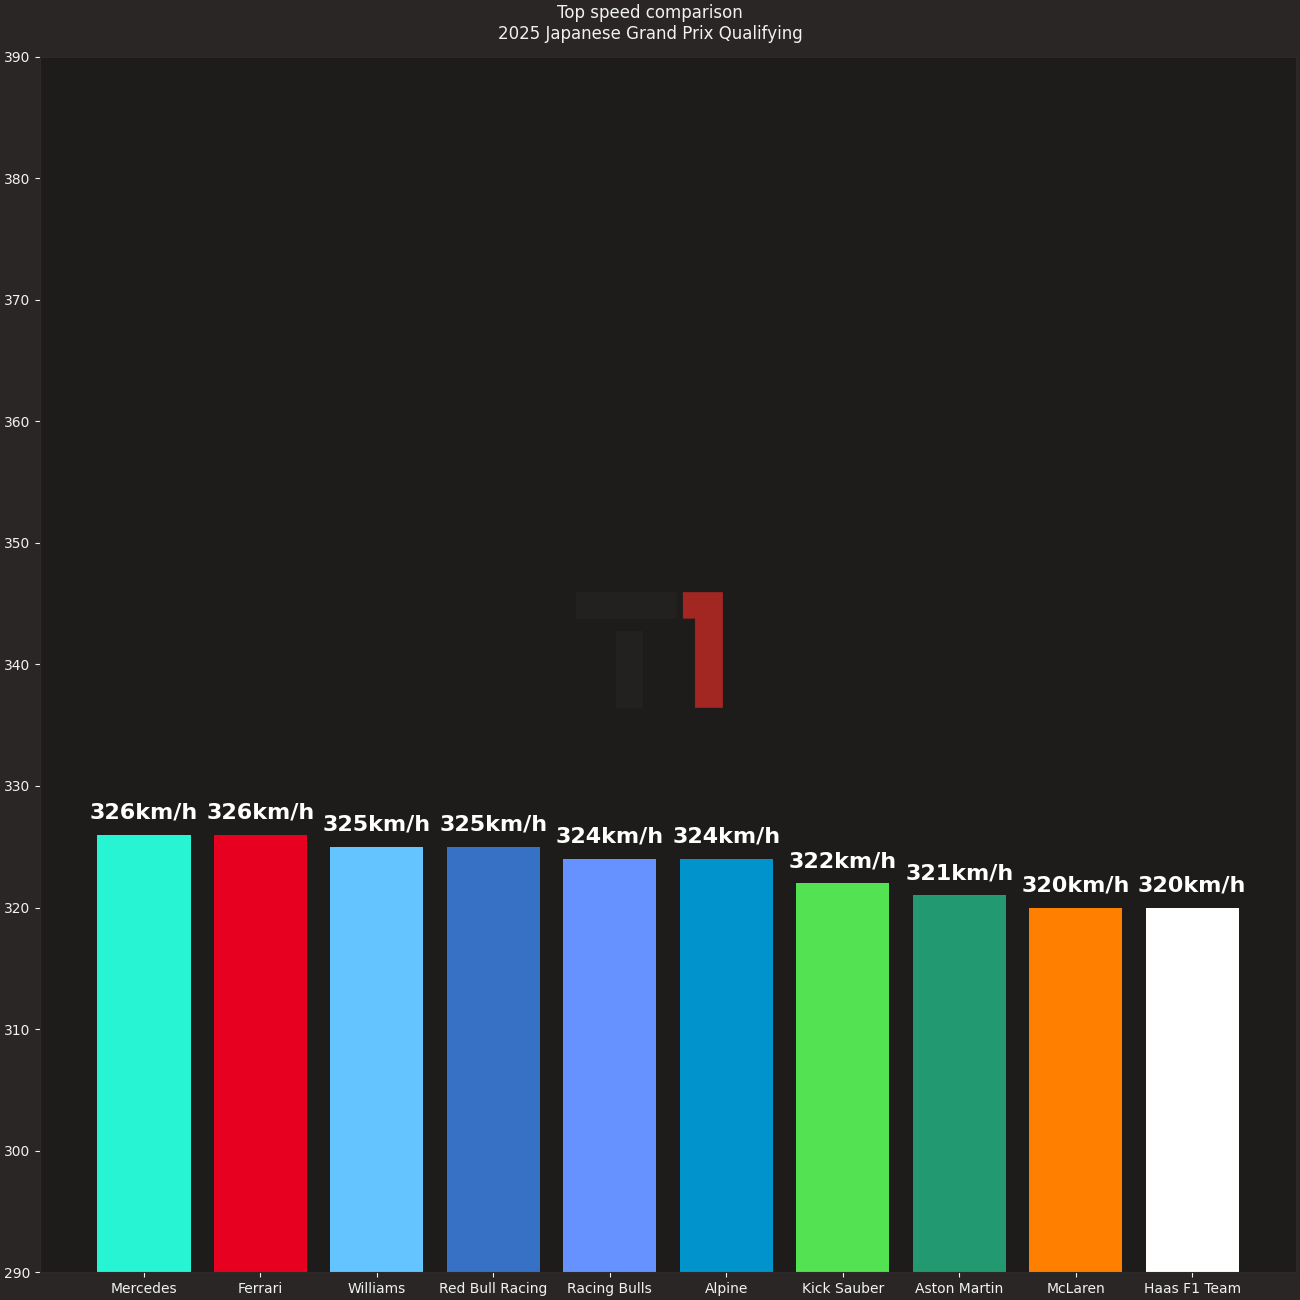 Top speed comparison
2025 Japanese Grand Prix Qualifying
390
380
370
360
350
340
330
320
310
300
290
T1
326km/h 326km/h 325km/h 325km/h 324km/h 324km/h 322km/h 321km/h 320km/h 320km/h
Mercedes Ferrari Williams Red Bull Racing Racing Bulls Alpine Kick Sauber Aston Martin McLaren Haas F1 Team